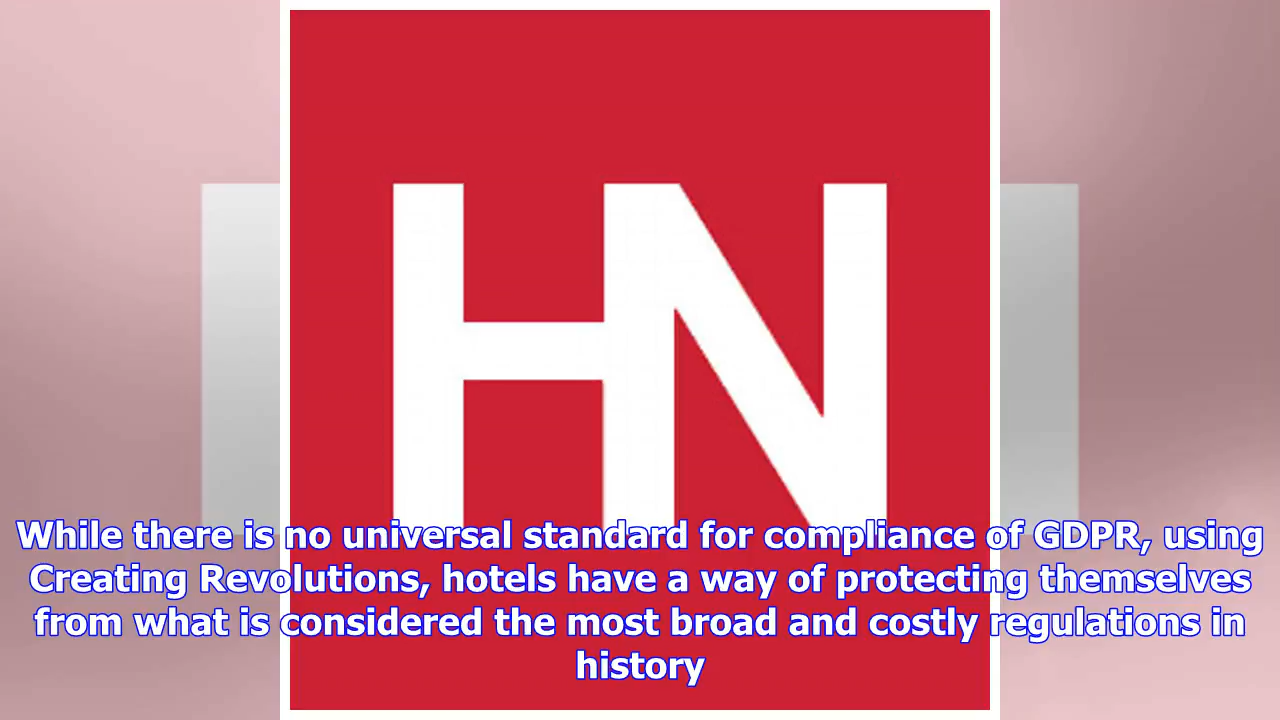 HN
While there is no universal standard for compliance of GDPR, using
Creating Revolutions, hotels have a way of protecting themselves
from what is considered the most broad and costly regulations in
history